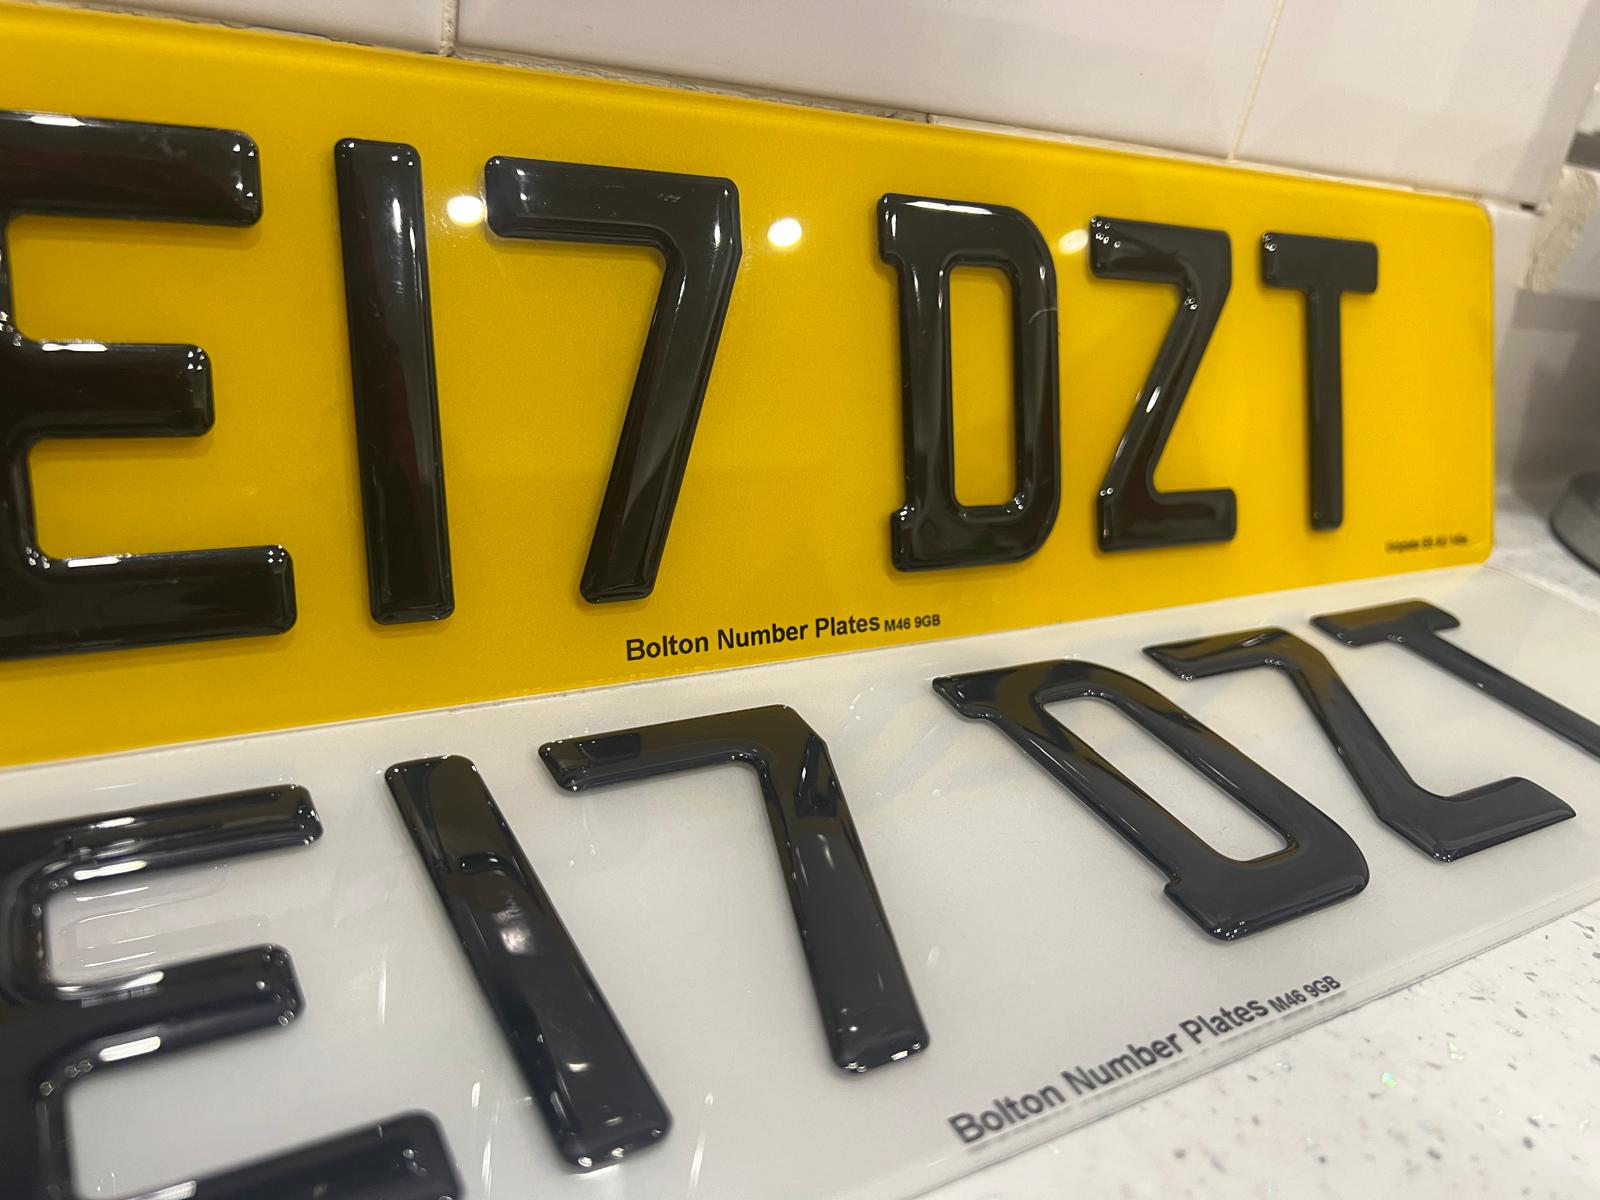 E17 DZT
Bolton Number Plates M46 9GB
E17 DZT
Bolton Number Plates M46 9GB